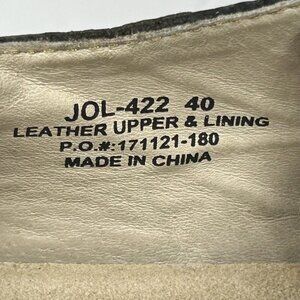 JOL-422 40
LEATHER UPPER & LINING
P.O.#:171121-180
MADE IN CHINA